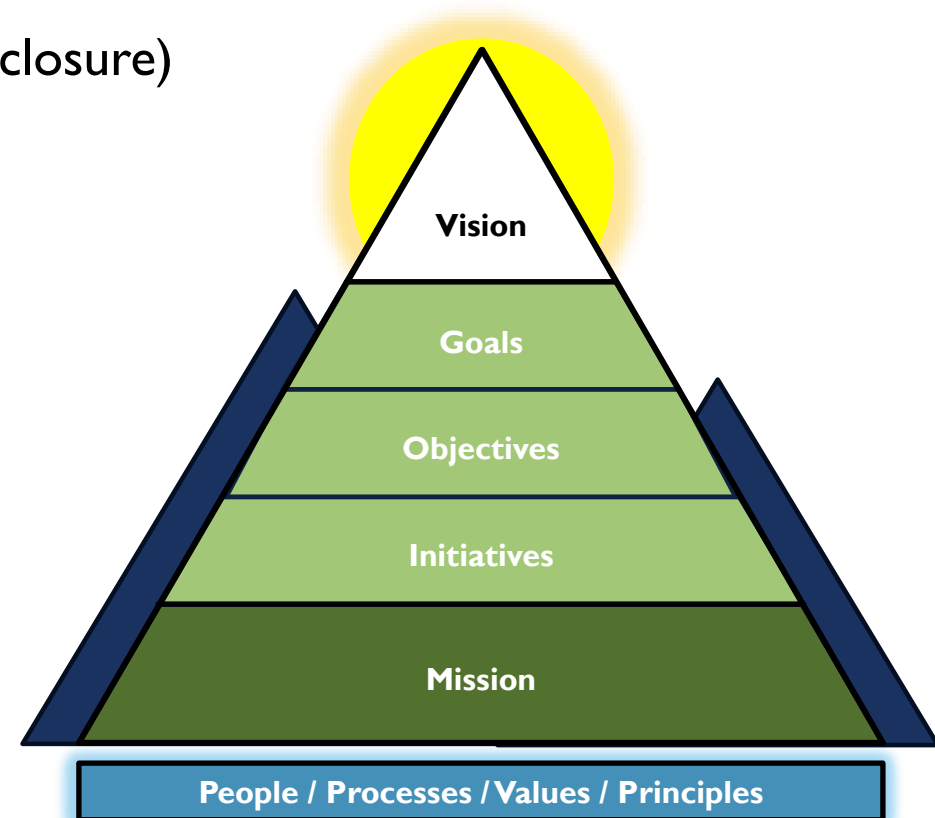 closure)
Vision
Goals
Objectives
Initiatives
Mission
People / Processes / Values / Principles